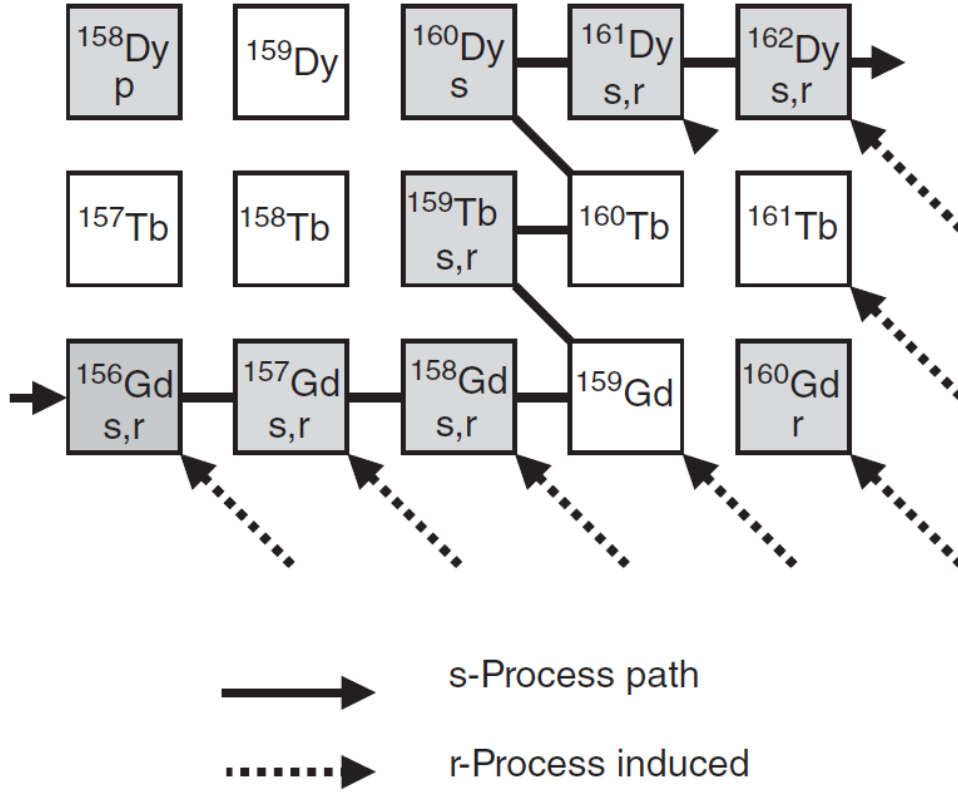 ¹⁵⁸Dy ¹⁵⁹Dy ¹⁶⁰Dy ¹⁶¹Dy ¹⁶²Dy
p s s,r s,r
¹⁵⁷Tb ¹⁵⁸Tb ¹⁵⁹Tb ¹⁶⁰Tb ¹⁶¹Tb
s,r
¹⁵⁶Gd ¹⁵⁷Gd ¹⁵⁸Gd ¹⁵⁹Gd ¹⁶⁰Gd
s,r s,r s,r r
s-Process path
r-Process induced